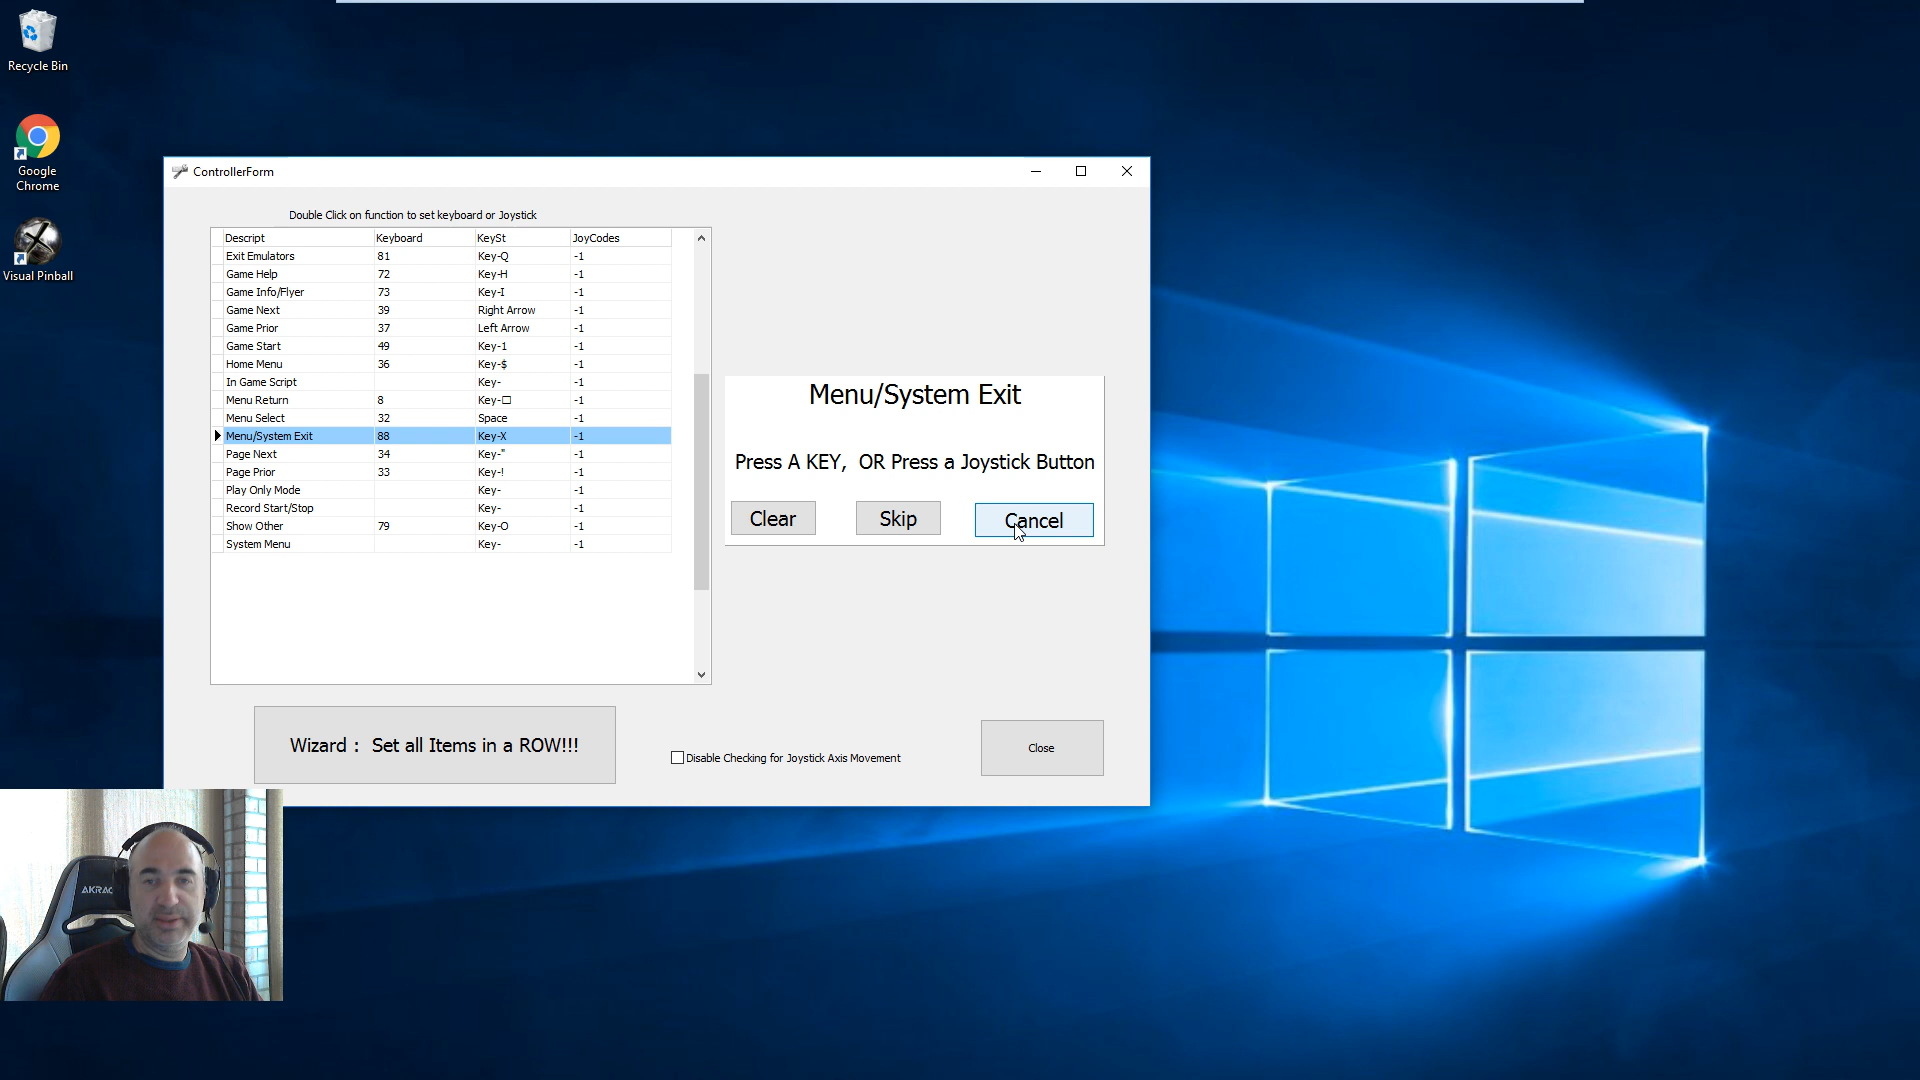 Recycle Bin
Google
Chrome
Visual Pinball
ControllerForm
Double Click on function to set keyboard or Joystick
Descript Keyboard KeySt JoyCodes
Exit Emulators 81 Key-Q -1
Game Help 72 Key-H -1
Game Info/Flyer 73 Key-I -1
Game Next 39 Right Arrow -1
Game Prior 37 Left Arrow -1
Game Start 49 Key-1 -1
Home Menu 36 Key-$ -1
In Game Script Key- -1
Menu Return 8 Key-□ -1
Menu Select 32 Space -1
Menu/System Exit 88 Key-X -1
Page Next 34 Key-" -1
Page Prior 33 Key-! -1
Play Only Mode Key- -1
Record Start/Stop Key- -1
Show Other 79 Key-O -1
System Menu Key- -1
Menu/System Exit
Press A KEY, OR Press a Joystick Button
Clear Skip Cancel
Wizard : Set all Items in a ROW!!!
Disable Checking for Joystick Axis Movement
Close